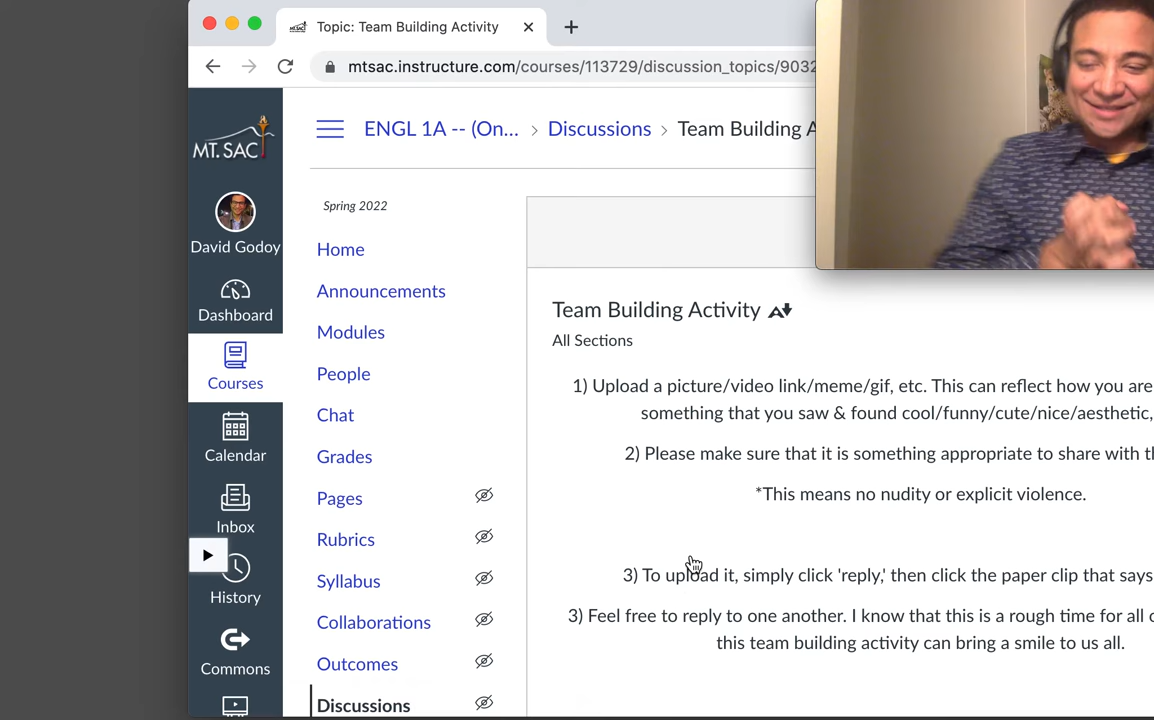 Topic: Team Building Activity
mtsac.instructure.com/courses/113729/discussion_topics/9032
MT. SAC
ENGL 1A -- (On... > Discussions > Team Building A
Spring 2022
David Godoy
Dashboard
Courses
Calendar
Inbox
History
Commons
Home
Announcements
Modules
People
Chat
Grades
Pages
Rubrics
Syllabus
Collaborations
Outcomes
Discussions
Team Building Activity
All Sections
1) Upload a picture/video link/meme/gif, etc. This can reflect how you are
something that you saw & found cool/funny/cute/nice/aesthetic,
2) Please make sure that it is something appropriate to share with th
*This means no nudity or explicit violence.
3) To upload it, simply click 'reply,' then click the paper clip that says
3) Feel free to reply to one another. I know that this is a rough time for all o
this team building activity can bring a smile to us all.